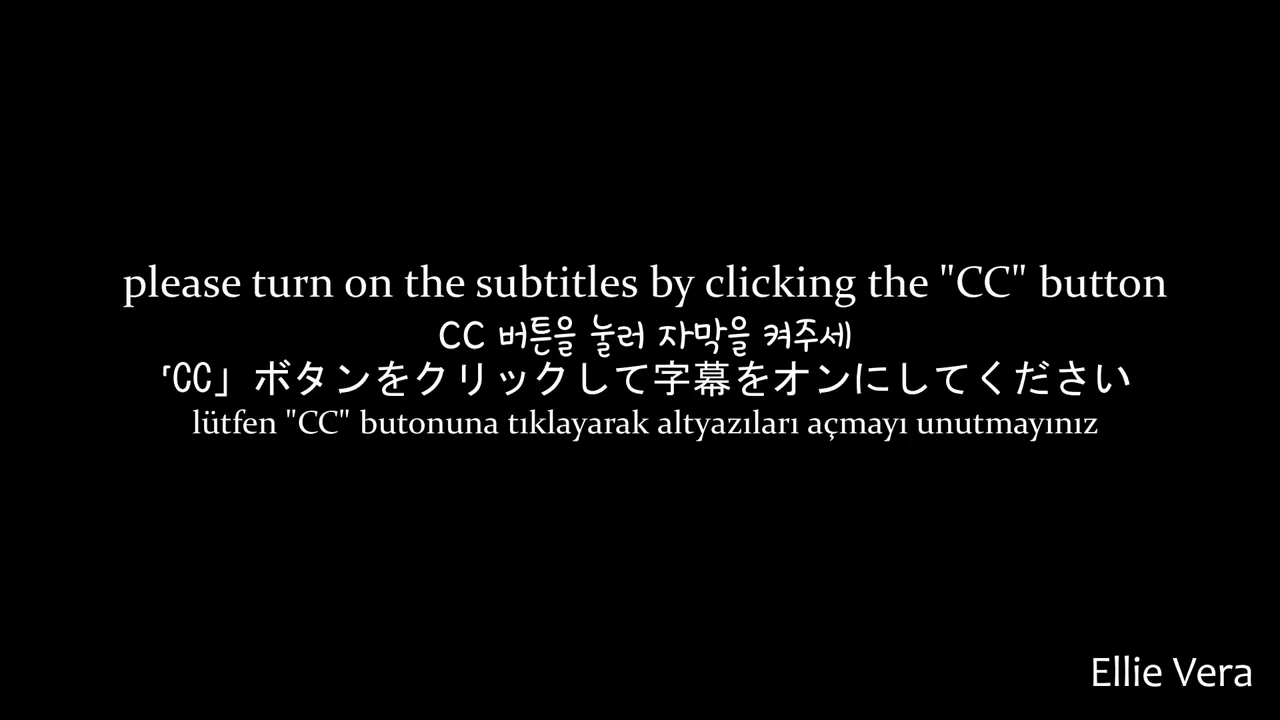 please turn on the subtitles by clicking the "CC" button
CC 버튼을 눌러 자막을 켜주세
「CC」ボタンをクリックして字幕をオンにしてください
lütfen "CC" butonuna tıklayarak altyazıları açmayı unutmayınız
Ellie Vera